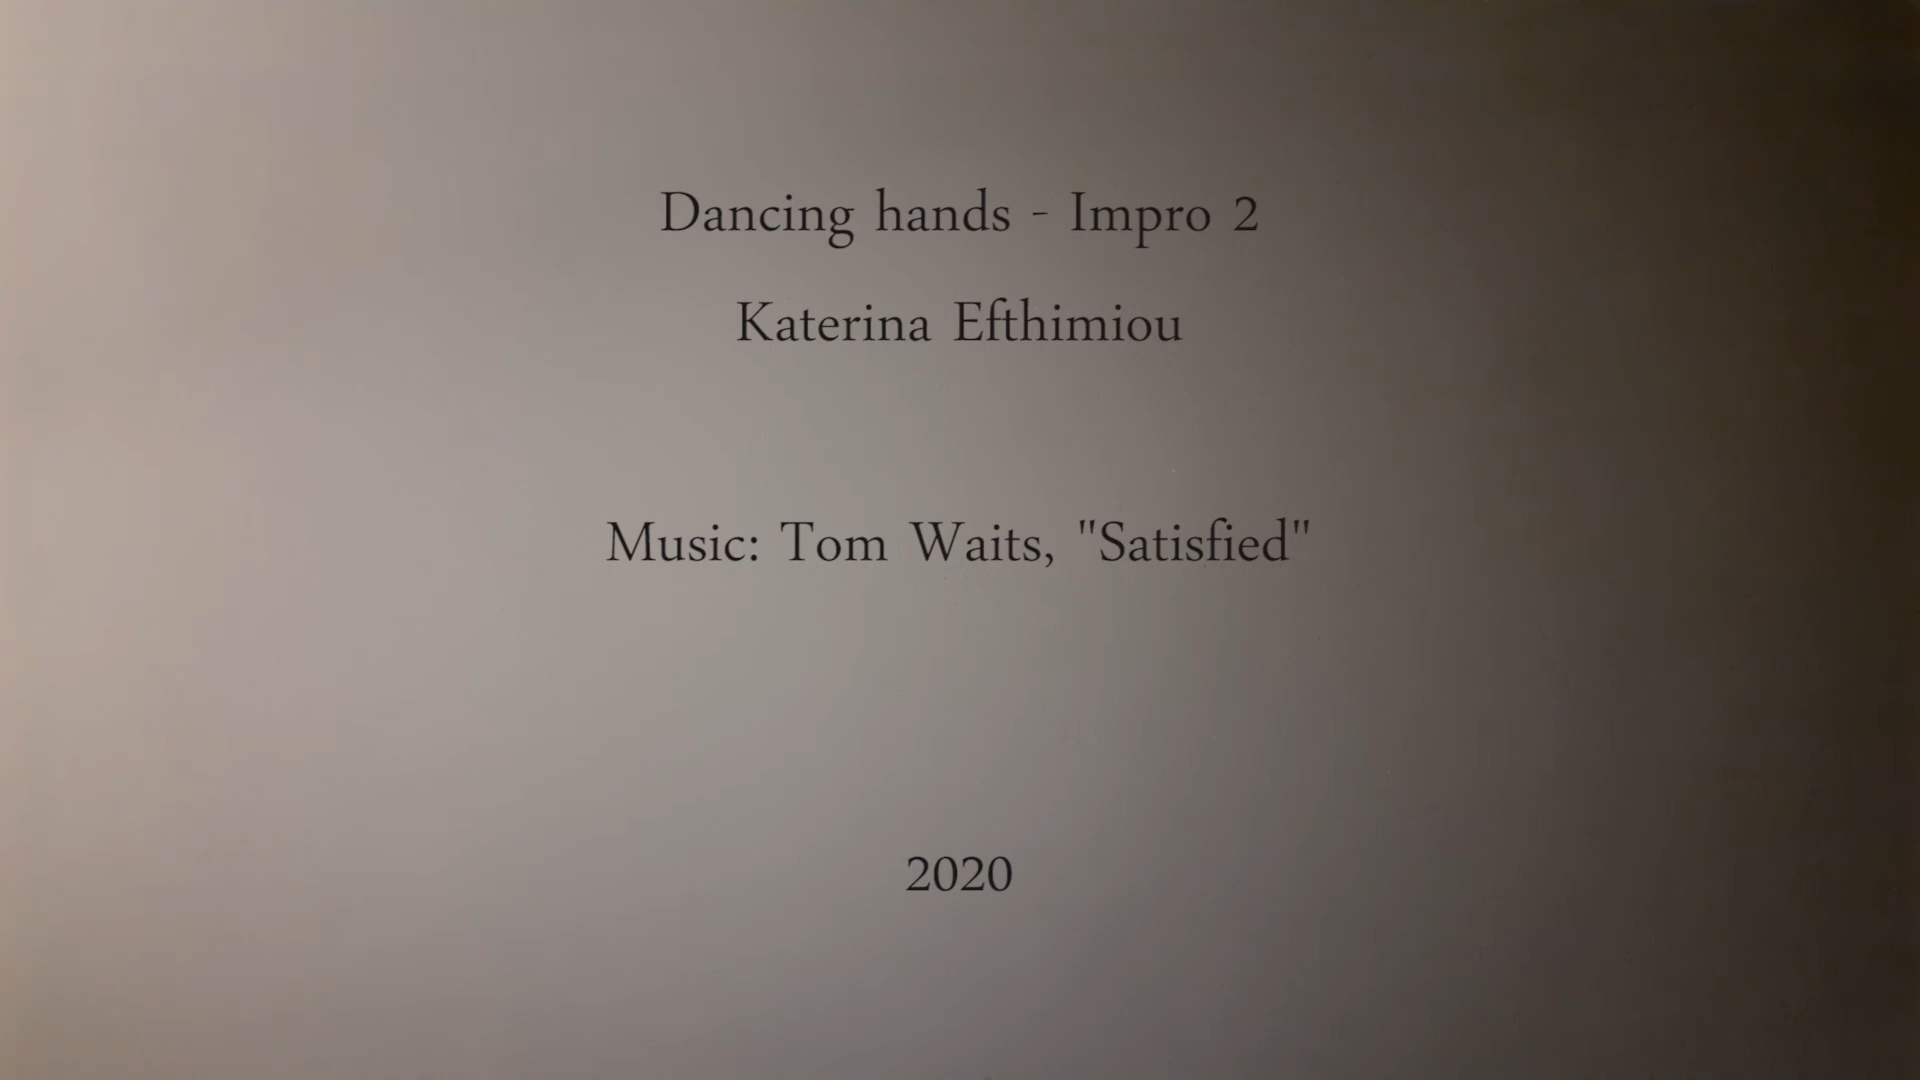 Dancing hands - Impro 2
Katerina Efthimiou
Music: Tom Waits, "Satisfied"
2020